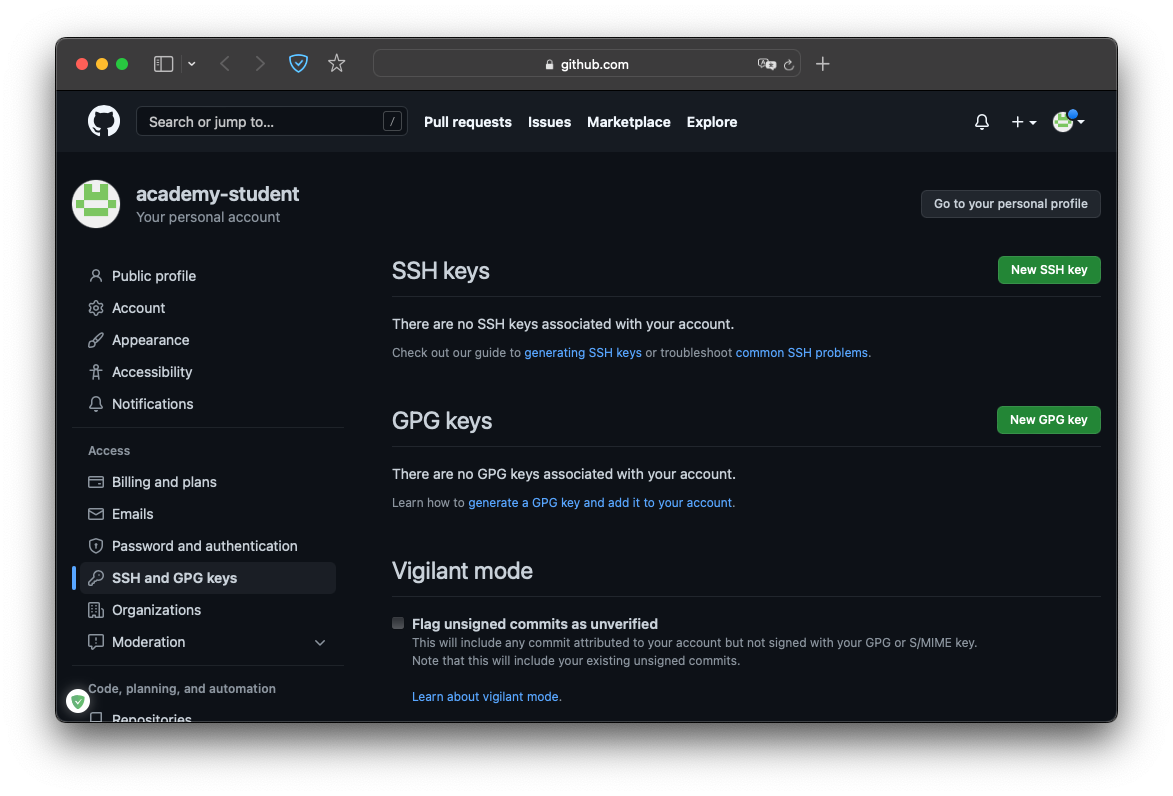 github.com
Search or jump to... /
Pull requests
Issues
Marketplace
Explore
academy-student
Your personal account
Go to your personal profile
Public profile
Account
Appearance
Accessibility
Notifications
Access
Billing and plans
Emails
Password and authentication
SSH and GPG keys
Organizations
Moderation
Code, planning, and automation
Repositories
SSH keys
New SSH key
There are no SSH keys associated with your account.
Check out our guide to generating SSH keys or troubleshoot common SSH problems.
GPG keys
New GPG key
There are no GPG keys associated with your account.
Learn how to generate a GPG key and add it to your account.
Vigilant mode
Flag unsigned commits as unverified
This will include any commit attributed to your account but not signed with your GPG or S/MIME key.
Note that this will include your existing unsigned commits.
Learn about vigilant mode.